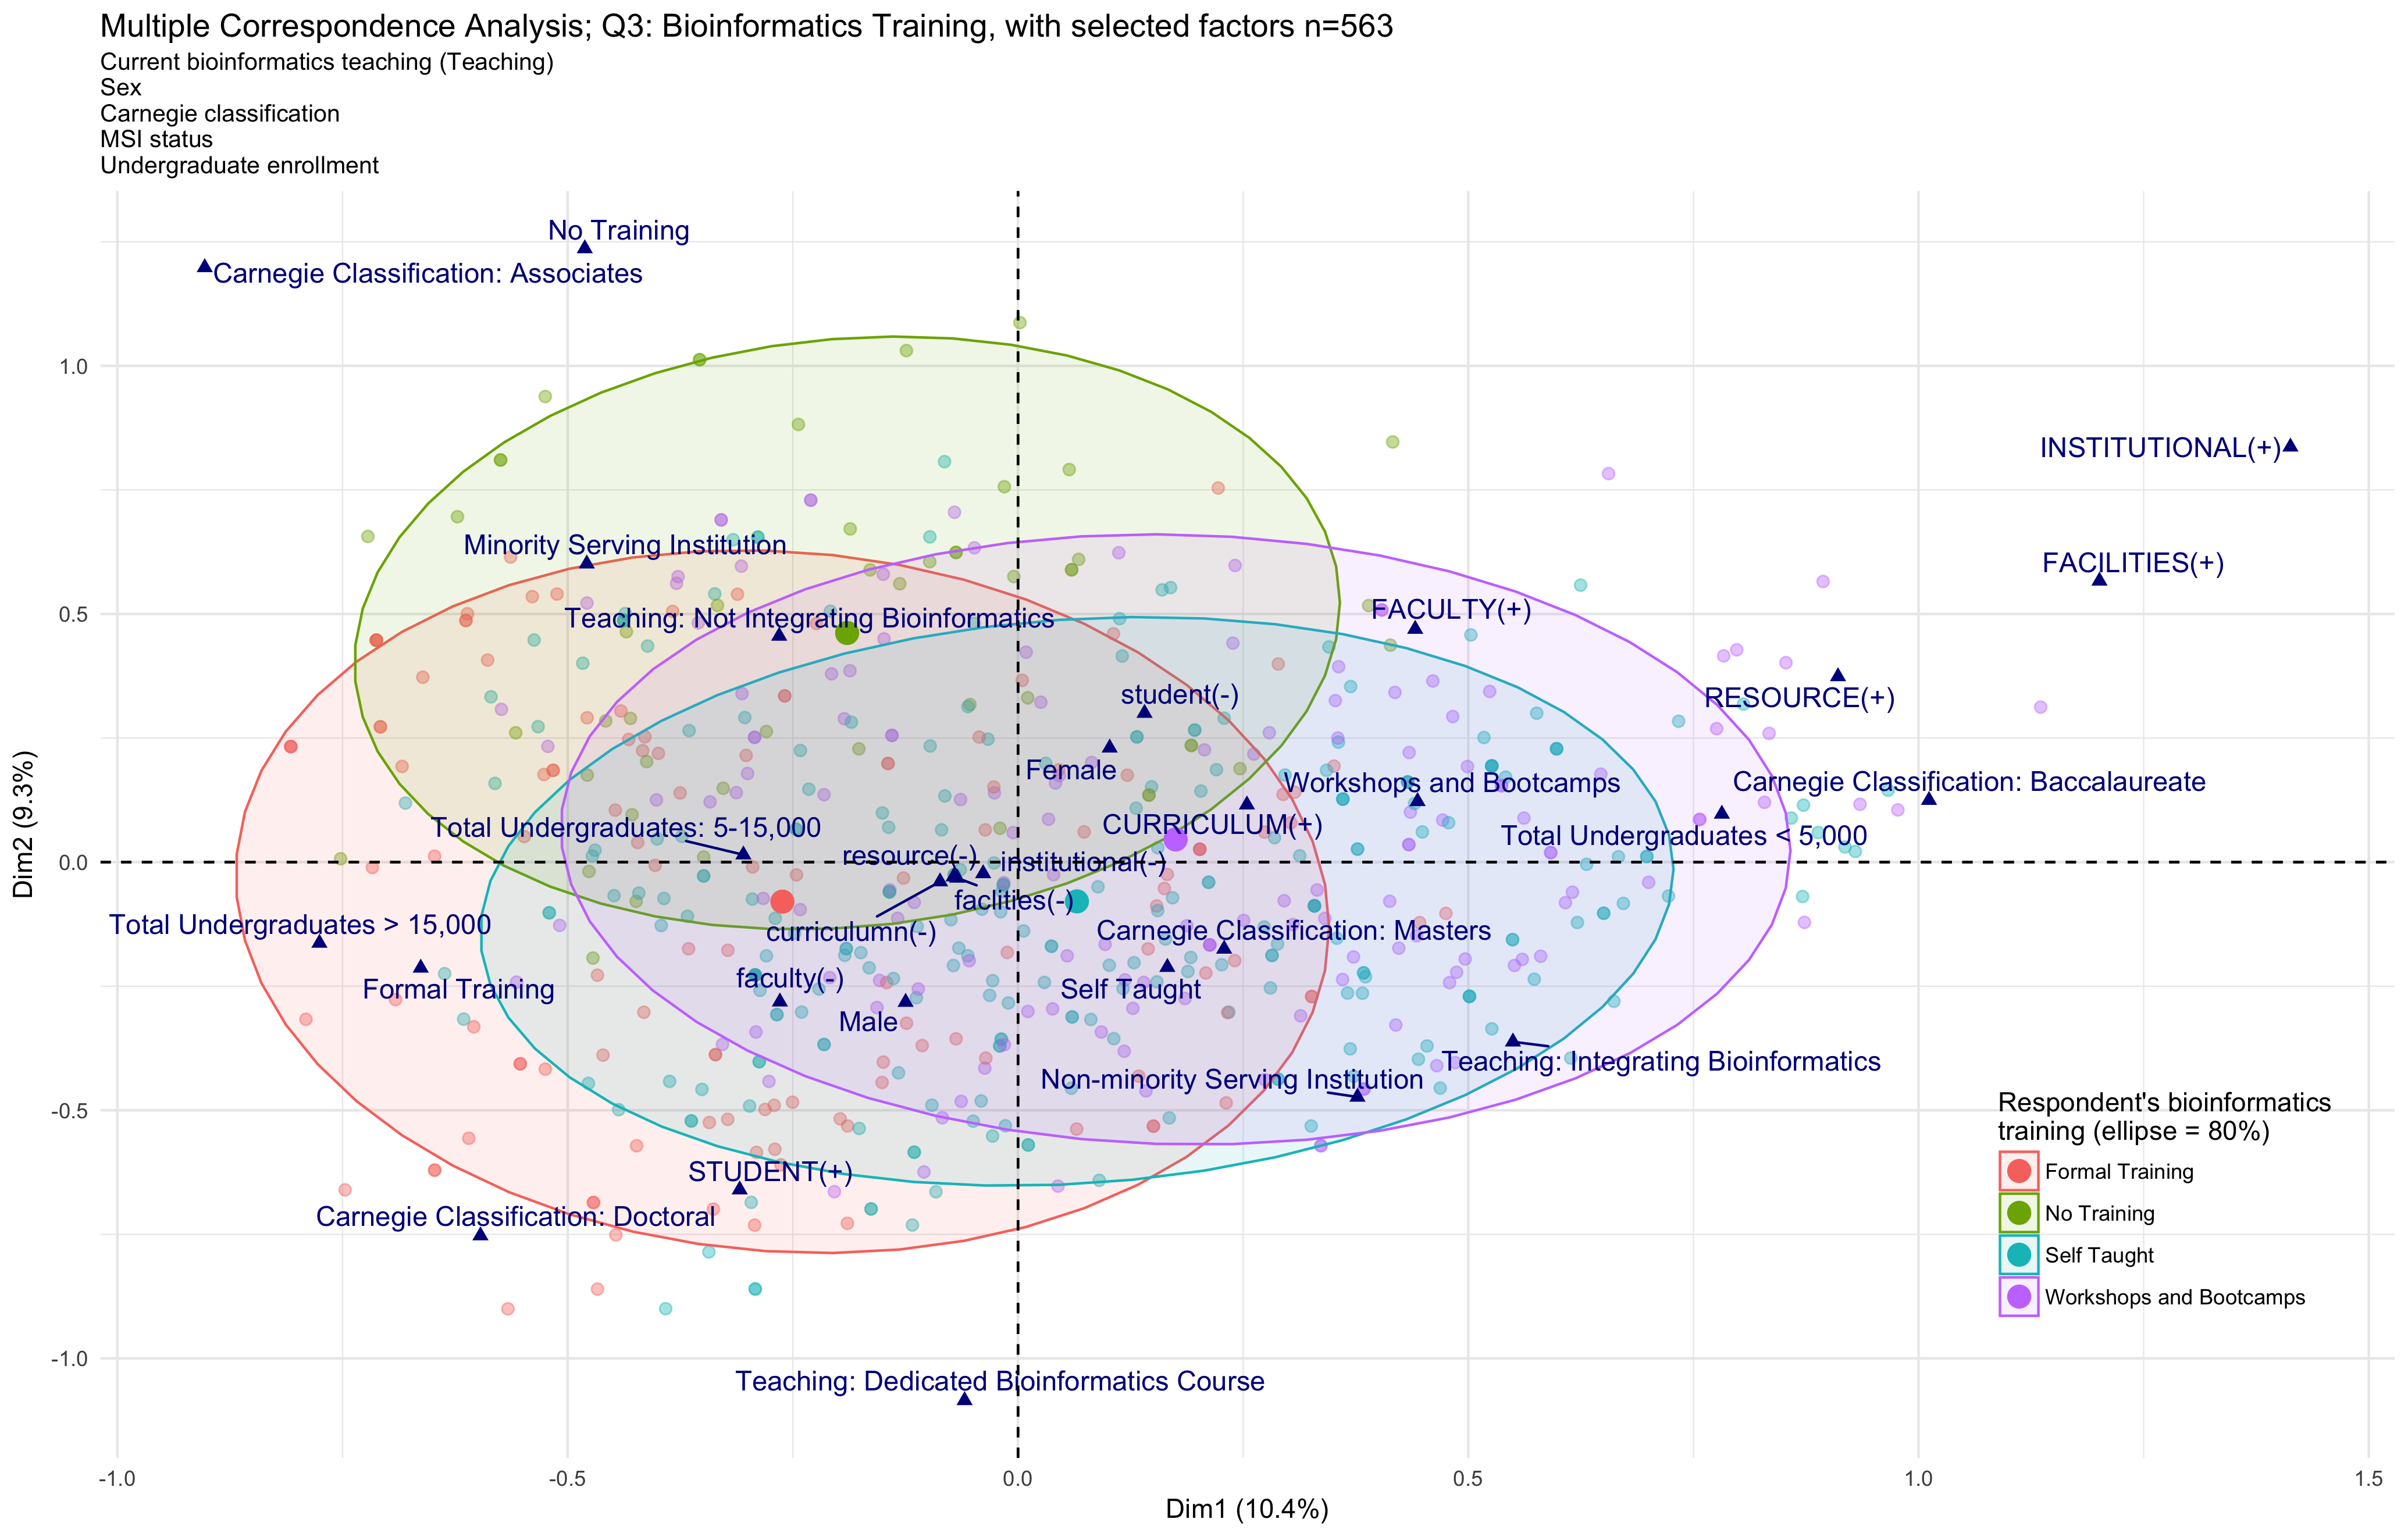 Multiple Correspondence Analysis; Q3: Bioinformatics Training, with selected factors n=563
Current bioinformatics teaching (Teaching)
Sex
Carnegie classification
MSI status
Undergraduate enrollment
No Training
Carnegie Classification: Associates
INSTITUTIONAL(+)
Minority Serving Institution
FACILITIES(+)
Teaching: Not Integrating Bioinformatics
FACULTY(+)
student(-)
RESOURCE(+)
Female
Workshops and Bootcamps
Carnegie Classification: Baccalaureate
Total Undergraduates: 5-15,000
CURRICULUM(+)
Total Undergraduates < 5,000
resource(-)
institutional(-)
faclities(-)
Total Undergraduates > 15,000
curriculumn(-)
Carnegie Classification: Masters
Formal Training
faculty(-)
Self Taught
Male
Teaching: Integrating Bioinformatics
Non-minority Serving Institution
STUDENT(+)
Carnegie Classification: Doctoral
Teaching: Dedicated Bioinformatics Course
Respondent's bioinformatics
training (ellipse = 80%)
Formal Training
No Training
Self Taught
Workshops and Bootcamps
Dim2 (9.3%)
1.0
0.5
0.0
-0.5
-1.0
-1.0
-0.5
0.0
0.5
1.0
1.5
Dim1 (10.4%)